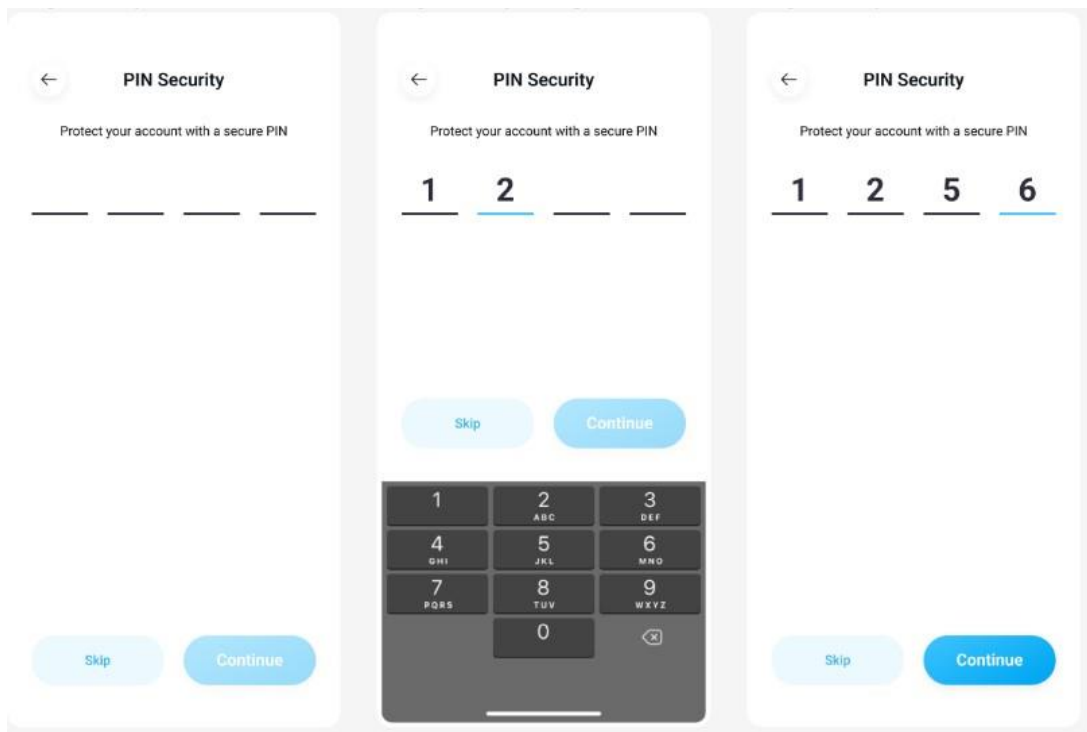 PIN Security
Protect your account with a secure PIN
Skip
Continue
PIN Security
Protect your account with a secure PIN
1 2
Skip
Continue
1 2 3
ABC DEF
4 5 6
GHI JKL MNO
7 8 9
PQRS TUV WXYZ
0
PIN Security
Protect your account with a secure PIN
1 2 5 6
Skip
Continue